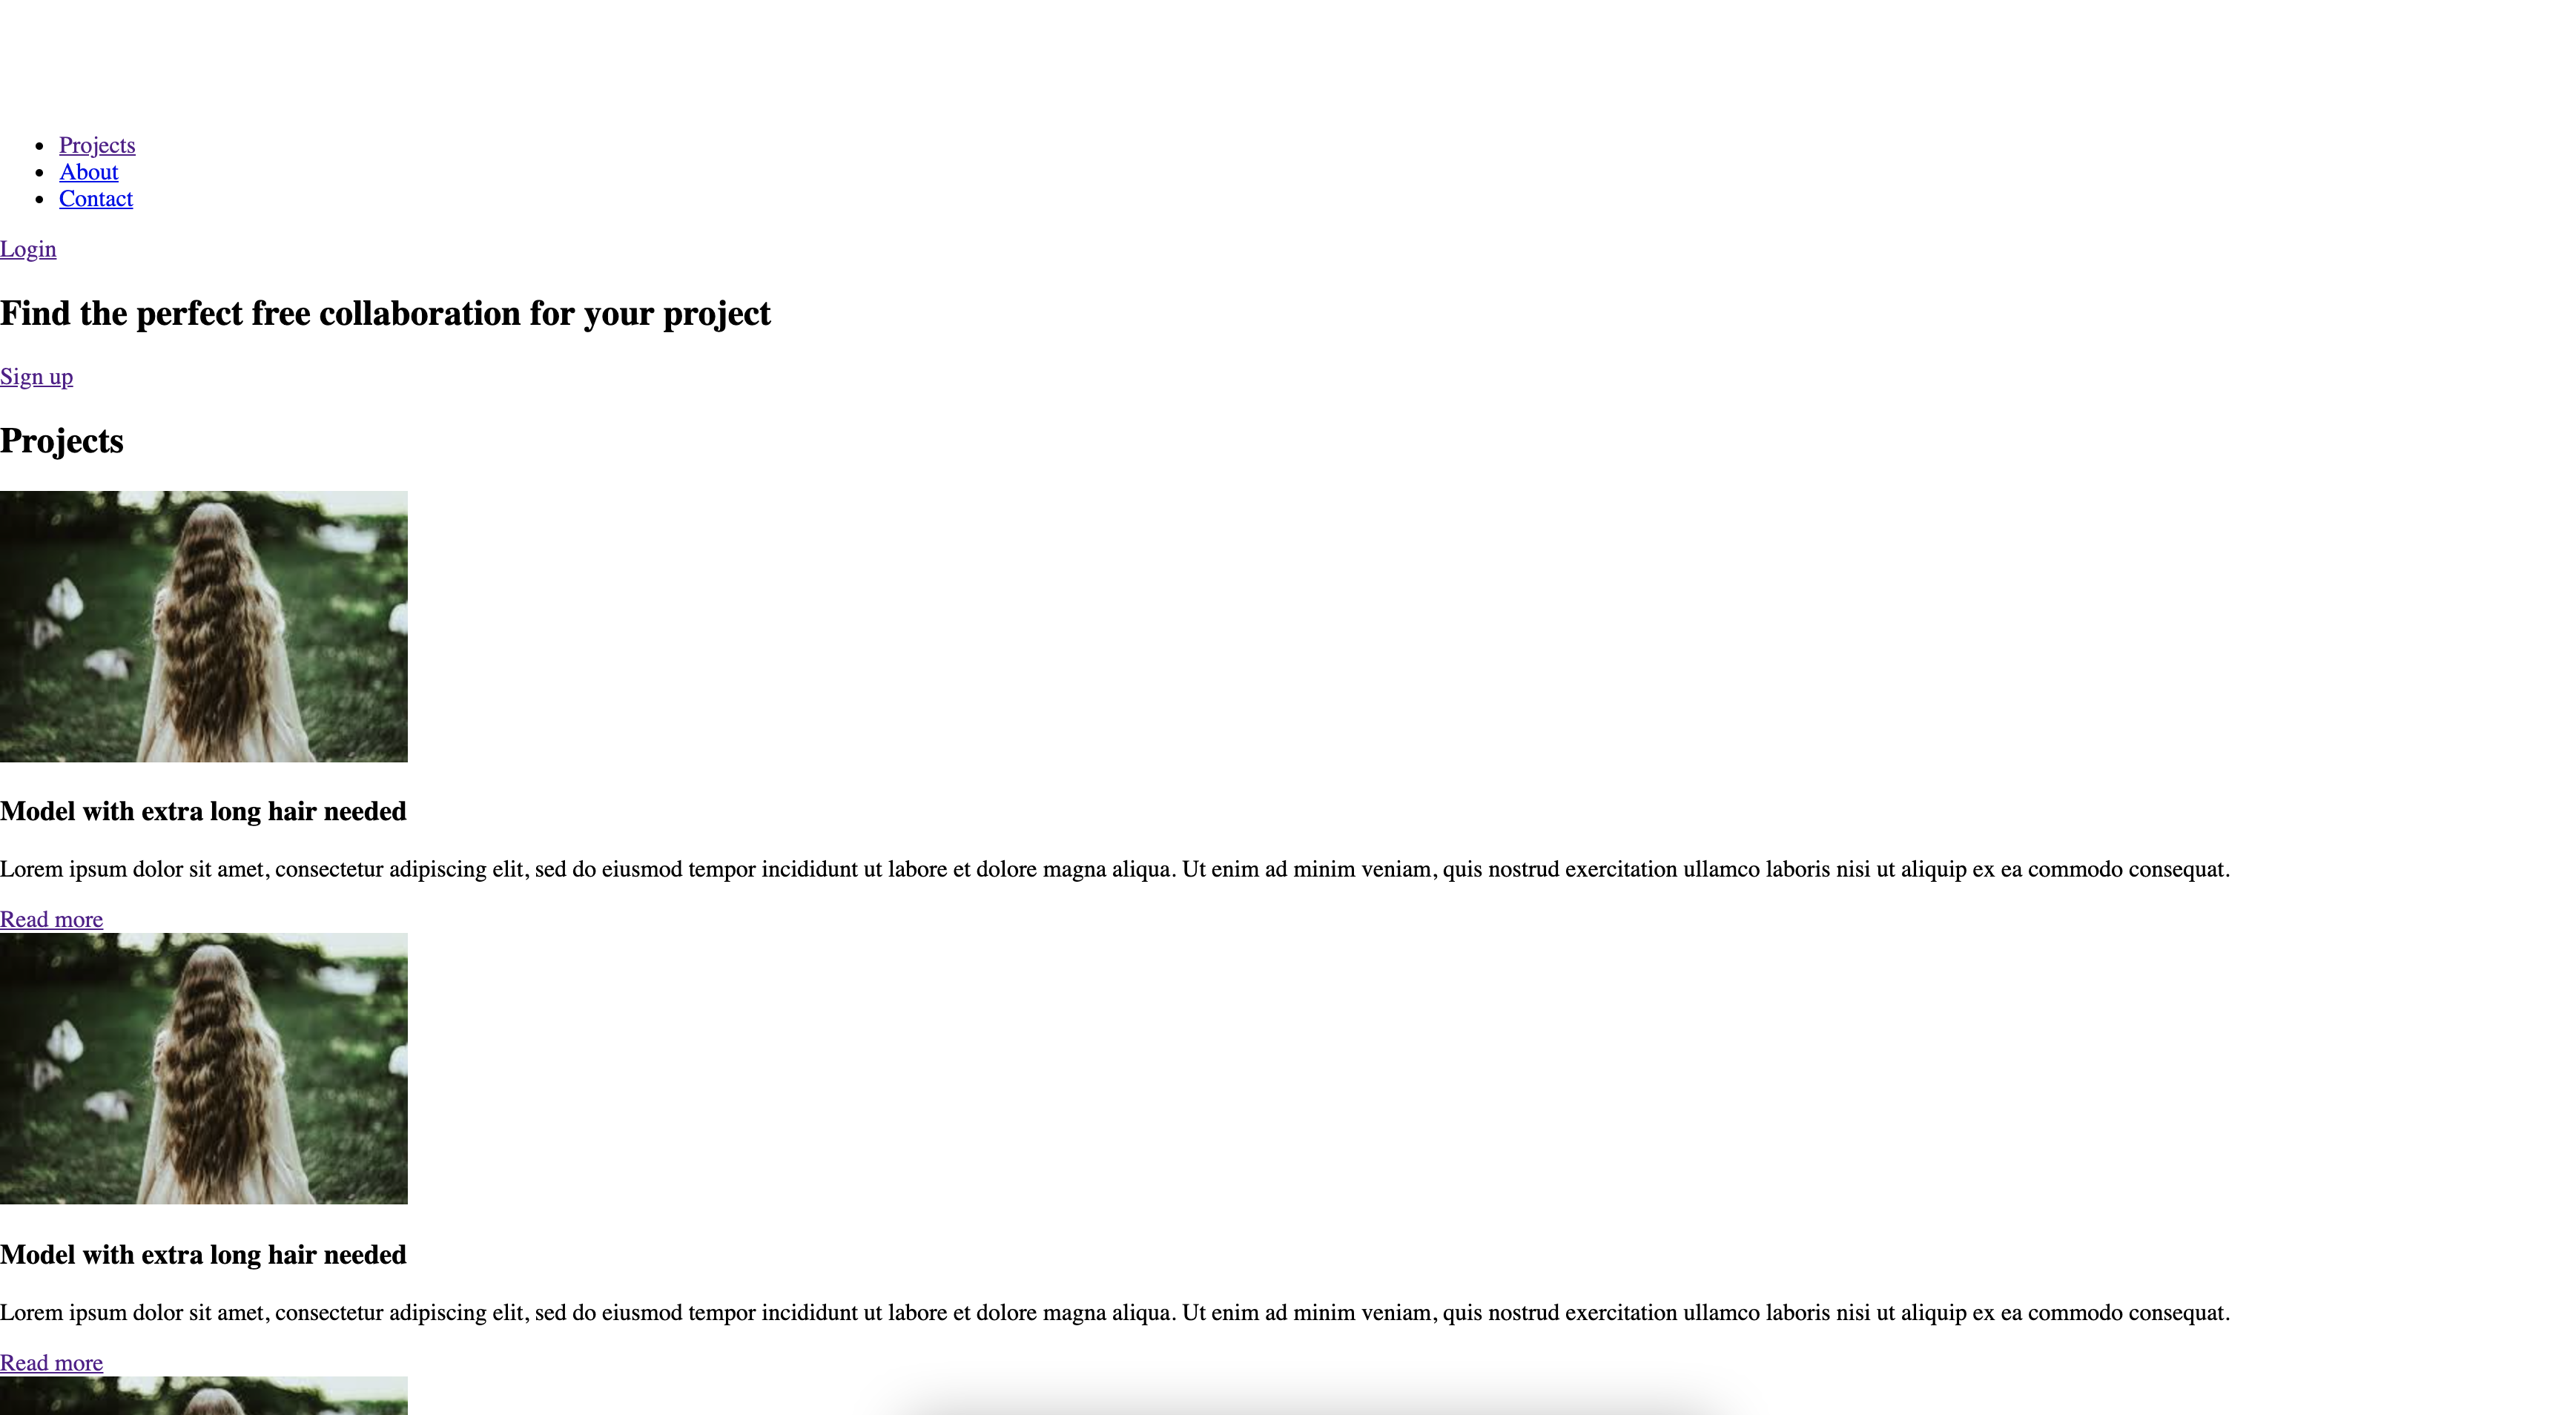 Projects
About
Contact
Login
Find the perfect free collaboration for your project
Sign up
Projects
Model with extra long hair needed
Lorem ipsum dolor sit amet, consectetur adipiscing elit, sed do eiusmod tempor incididunt ut labore et dolore magna aliqua. Ut enim ad minim veniam, quis nostrud exercitation ullamco laboris nisi ut aliquip ex ea commodo consequat.
Read more
Model with extra long hair needed
Lorem ipsum dolor sit amet, consectetur adipiscing elit, sed do eiusmod tempor incididunt ut labore et dolore magna aliqua. Ut enim ad minim veniam, quis nostrud exercitation ullamco laboris nisi ut aliquip ex ea commodo consequat.
Read more